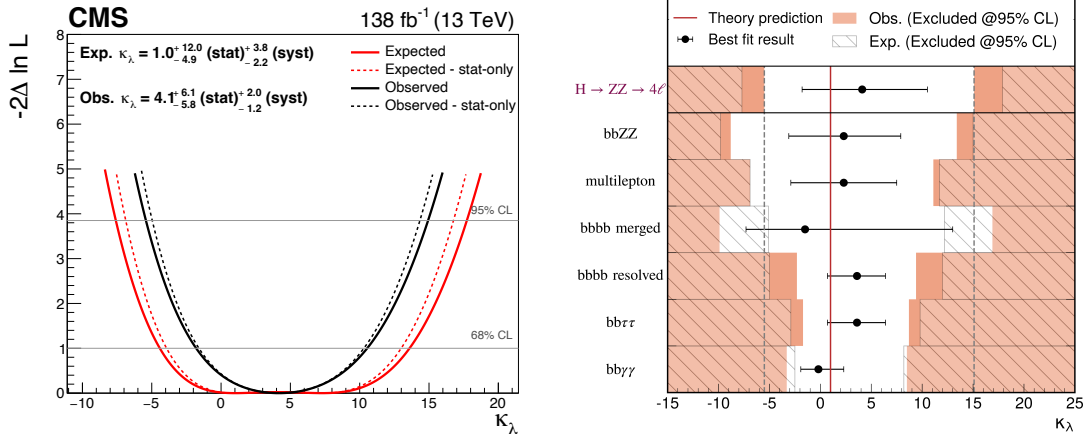 CMS 138 fb⁻¹ (13 TeV)
-2Δ ln L
Exp. κ_λ = 1.0 +12.0 −4.9 (stat) +3.8 −2.2 (syst)
Obs. κ_λ = 4.1 +6.1 −5.8 (stat) +2.0 −1.2 (syst)
Expected
Expected - stat-only
Observed
Observed - stat-only
8
7
6
5
4
3
2
1
0
95% CL
68% CL
−10 −5 0 5 10 15 20
κ_λ
Theory prediction
Best fit result
Obs. (Excluded @95% CL)
Exp. (Excluded @95% CL)
H → ZZ → 4ℓ
bbZZ
multilepton
bbbb merged
bbbb resolved
bbττ
bbγγ
-15 -10 -5 0 5 10 15 20 25
κ_λ